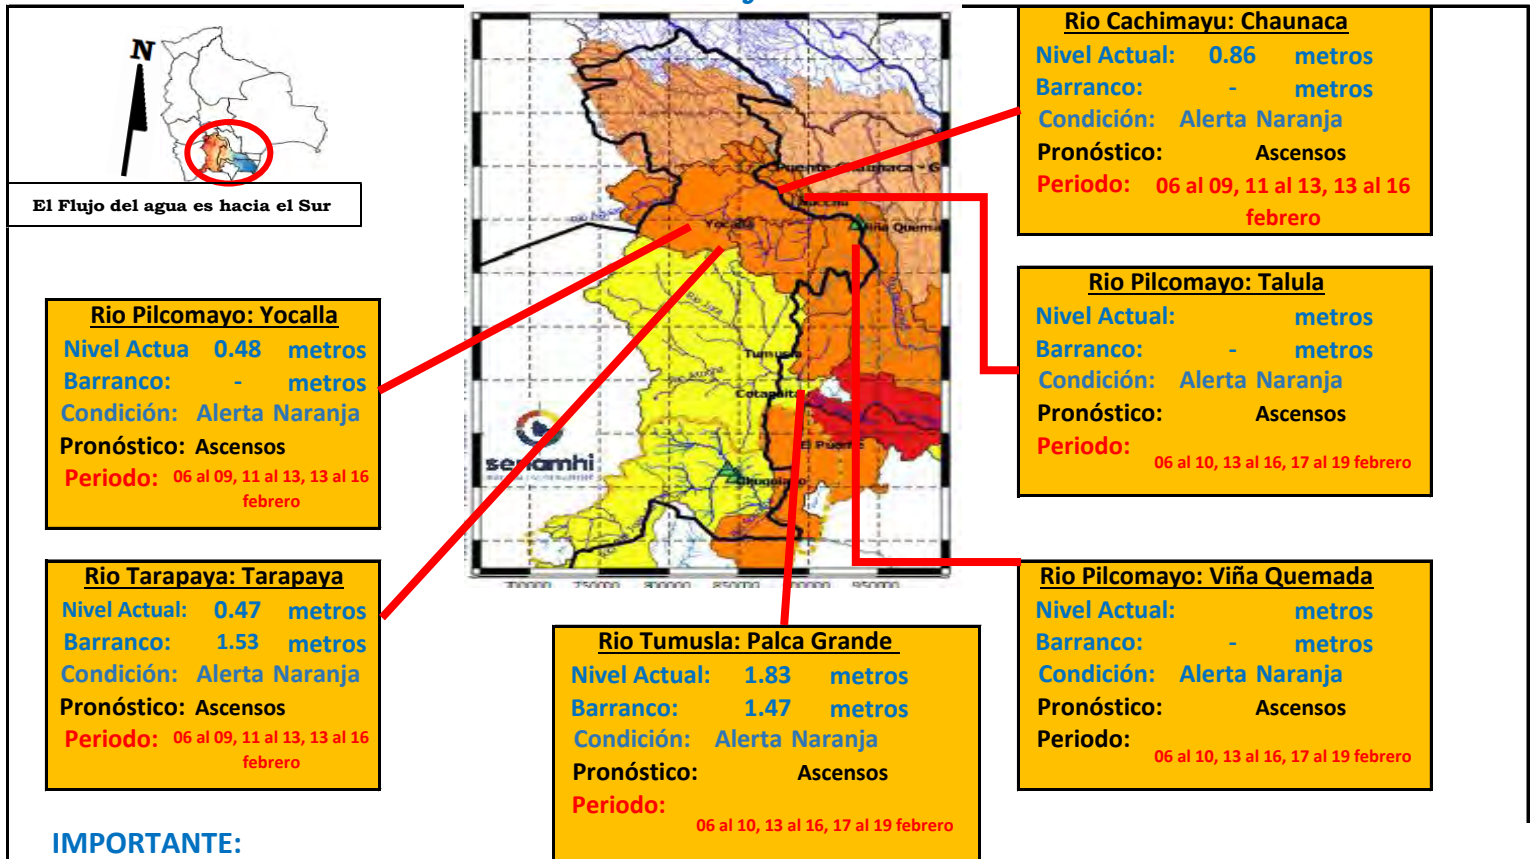 N
El Flujo del agua es hacia el Sur
Rio Cachimayu: Chaunaca
Nivel Actual: 0.86 metros
Barranco: - metros
Condición: Alerta Naranja
Pronóstico: Ascensos
Periodo: 06 al 09, 11 al 13, 13 al 16
febrero
Rio Pilcomayo: Talula
Nivel Actual: metros
Barranco: - metros
Condición: Alerta Naranja
Pronóstico: Ascensos
Periodo:
06 al 10, 13 al 16, 17 al 19 febrero
Rio Pilcomayo: Yocalla
Nivel Actua 0.48 metros
Barranco: - metros
Condición: Alerta Naranja
Pronóstico: Ascensos
Periodo: 06 al 09, 11 al 13, 13 al 16
febrero
Rio Tarapaya: Tarapaya
Nivel Actual: 0.47 metros
Barranco: 1.53 metros
Condición: Alerta Naranja
Pronóstico: Ascensos
Periodo: 06 al 09, 11 al 13, 13 al 16
febrero
Rio Tumusla: Palca Grande
Nivel Actual: 1.83 metros
Barranco: 1.47 metros
Condición: Alerta Naranja
Pronóstico: Ascensos
Periodo:
06 al 10, 13 al 16, 17 al 19 febrero
Rio Pilcomayo: Viña Quemada
Nivel Actual: metros
Barranco: - metros
Condición: Alerta Naranja
Pronóstico: Ascensos
Periodo:
06 al 10, 13 al 16, 17 al 19 febrero
Yocalla
Viña Quema
Tumusla
Cotagaita
El Puente
senamhi
750000 800000 850000 950000
IMPORTANTE: